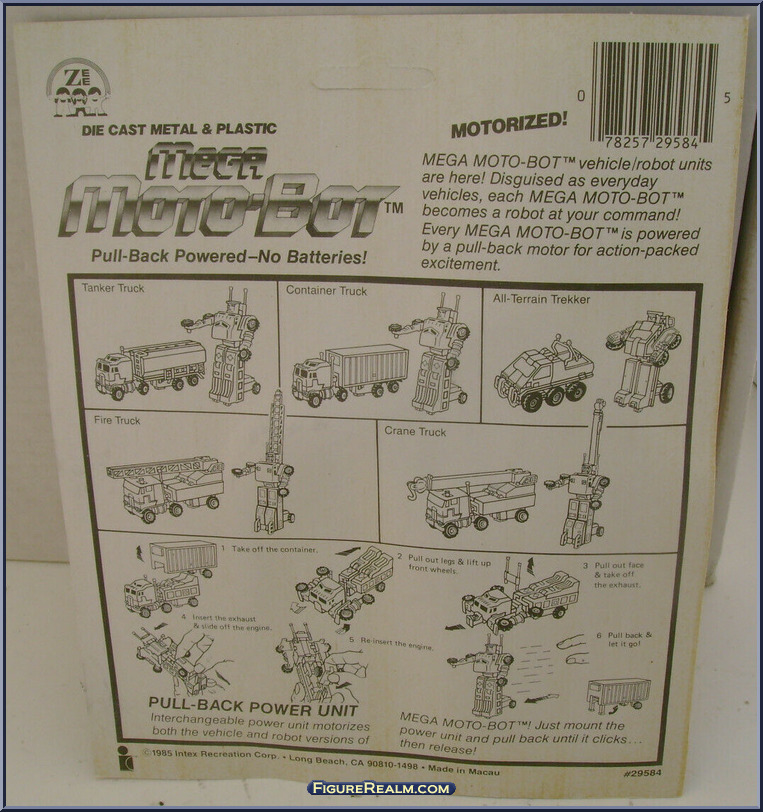 ZEE
DIE CAST METAL & PLASTIC
MEGA
MOTO-BOT™
Pull-Back Powered–No Batteries!
MOTORIZED!
0 78257 29584 5
MEGA MOTO-BOT™ vehicle/robot units
are here! Disguised as everyday
vehicles, each MEGA MOTO-BOT™
becomes a robot at your command!
Every MEGA MOTO-BOT™ is powered
by a pull-back motor for action-packed
excitement.
Tanker Truck
Container Truck
All-Terrain Trekker
Fire Truck
Crane Truck
1 Take off the container.
2 Pull out legs & lift up
front wheels.
3 Pull out face
& take off
the exhaust.
4 Insert the exhaust
& slide off the engine.
5 Re-insert the engine.
6 Pull back &
let it go!
PULL-BACK POWER UNIT
Interchangeable power unit motorizes
both the vehicle and robot versions of
MEGA MOTO-BOT™! Just mount the
power unit and pull back until it clicks...
then release!
©1985 Intex Recreation Corp. • Long Beach, CA 90810-1498 • Made in Macau
#29584
FIGUREREALM.COM